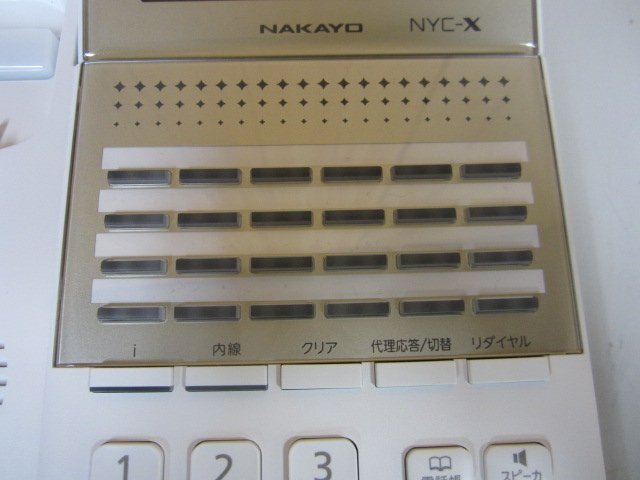 NAKAYO NYC-X
i 内線 クリア 代理応答/切替 リダイヤル
1 2 3 電話帳 スピーカ